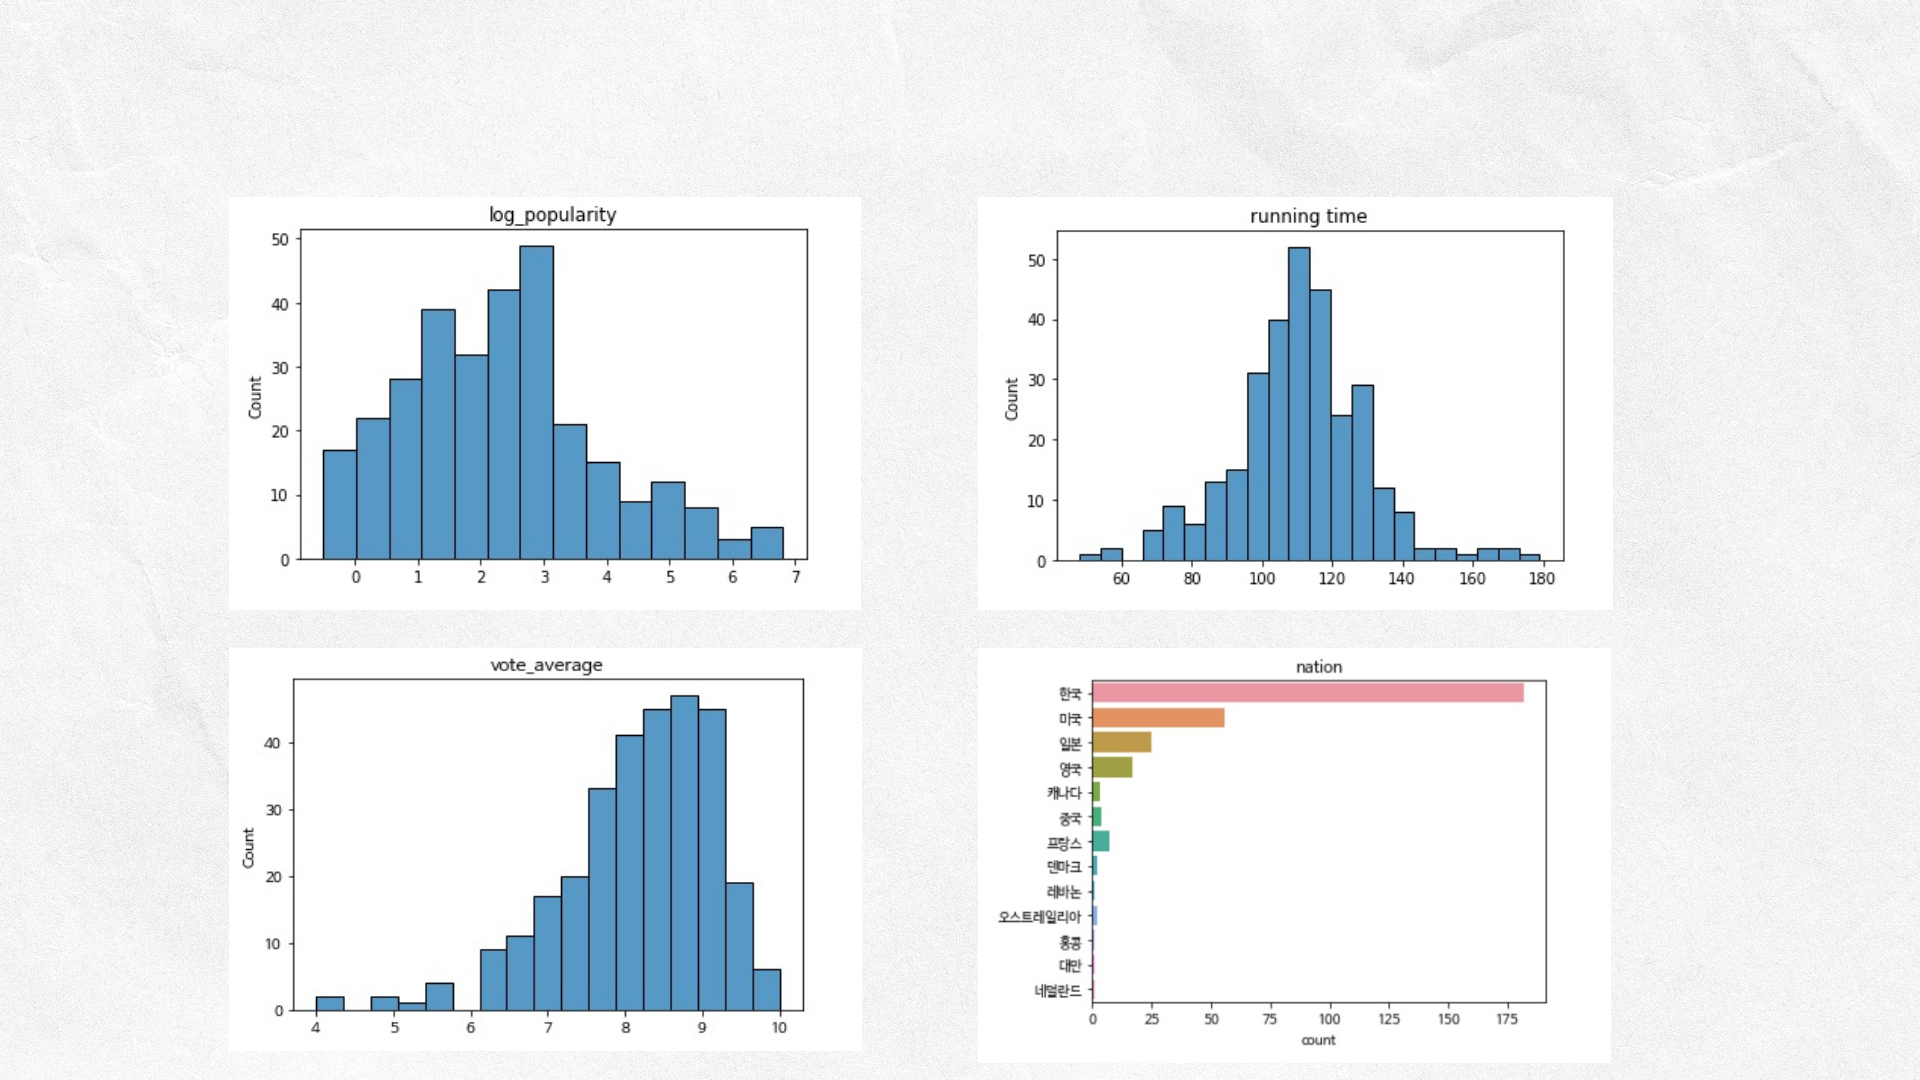 log_popularity
50
40
30
20
10
0
Count
0 1 2 3 4 5 6 7
running time
50
40
30
20
10
0
Count
60 80 100 120 140 160 180
vote_average
40
30
20
10
0
Count
4 5 6 7 8 9 10
nation
한국
미국
일본
영국
캐나다
중국
프랑스
덴마크
레바논
오스트레일리아
홍콩
대만
네덜란드
0 25 50 75 100 125 150 175
count